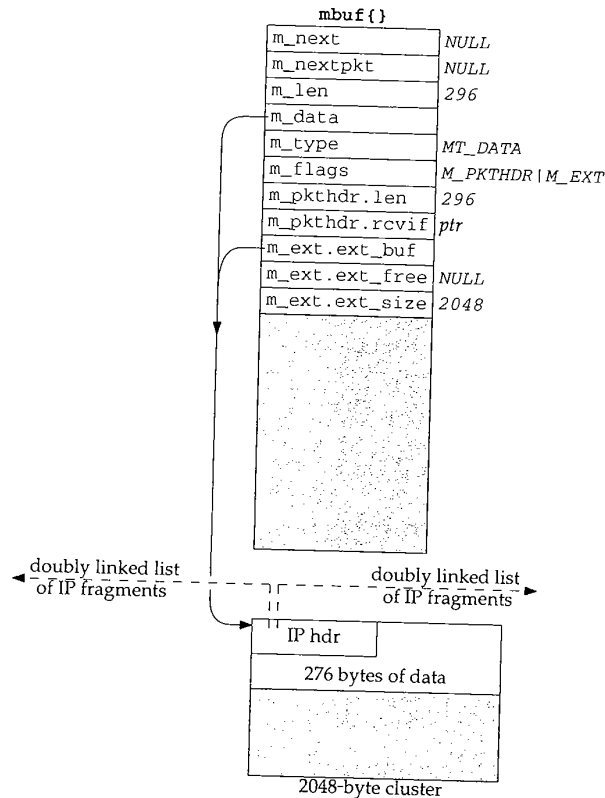 mbuf{}
m_next NULL
m_nextpkt NULL
m_len 296
m_data
m_type MT_DATA
m_flags M_PKTHDR|M_EXT
m_pkthdr.len 296
m_pkthdr.rcvif ptr
m_ext.ext_buf
m_ext.ext_free NULL
m_ext.ext_size 2048
doubly linked list
of IP fragments
doubly linked list
of IP fragments
IP hdr
276 bytes of data
2048-byte cluster